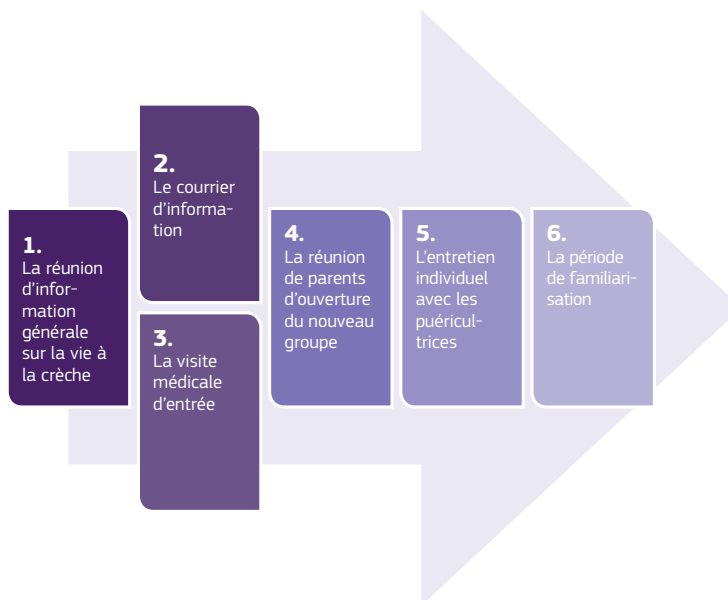 1.
La réunion
d’infor-
mation
générale
sur la vie à
la crèche
2.
Le courrier
d’informa-
tion
3.
La visite
médicale
d’entrée
4.
La réunion
de parents
d’ouverture
du nouveau
groupe
5.
L’entretien
individuel
avec les
puéricul-
trices
6.
La période
de familiari-
sation